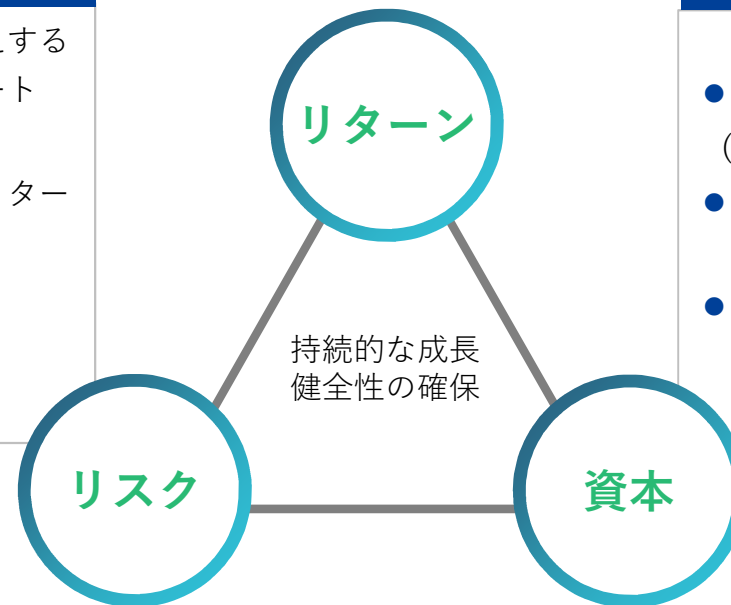 する
ート
ター
リターン
持続的な成長
健全性の確保
リスク
資本
(